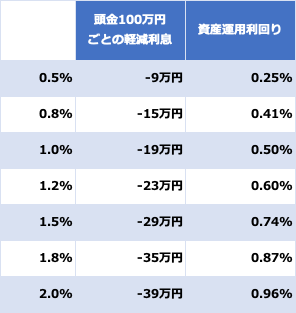 頭金100万円
ごとの軽減利息 資産運用利回り
0.5% -9万円 0.25%
0.8% -15万円 0.41%
1.0% -19万円 0.50%
1.2% -23万円 0.60%
1.5% -29万円 0.74%
1.8% -35万円 0.87%
2.0% -39万円 0.96%